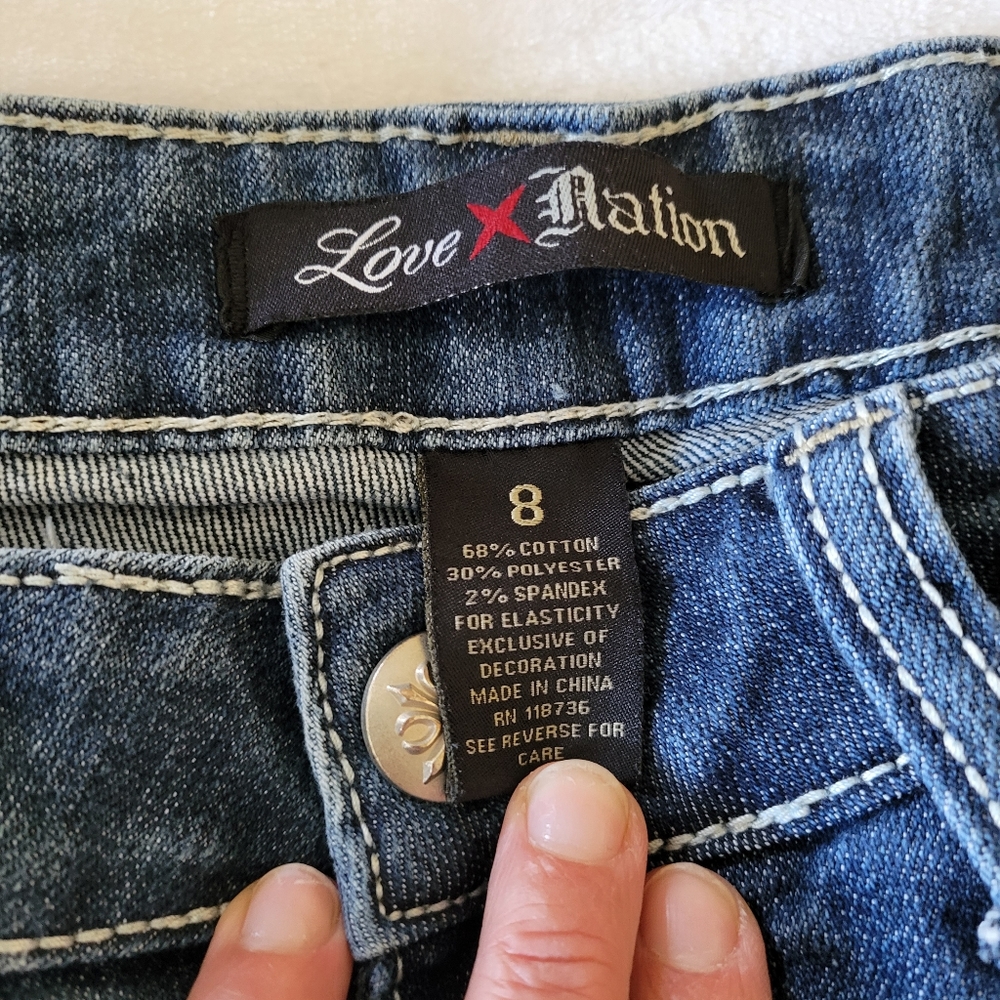 Love Nation
8
68% COTTON
30% POLYESTER
2% SPANDEX
FOR ELASTICITY
EXCLUSIVE OF
DECORATION
MADE IN CHINA
RN 118736
SEE REVERSE FOR
CARE